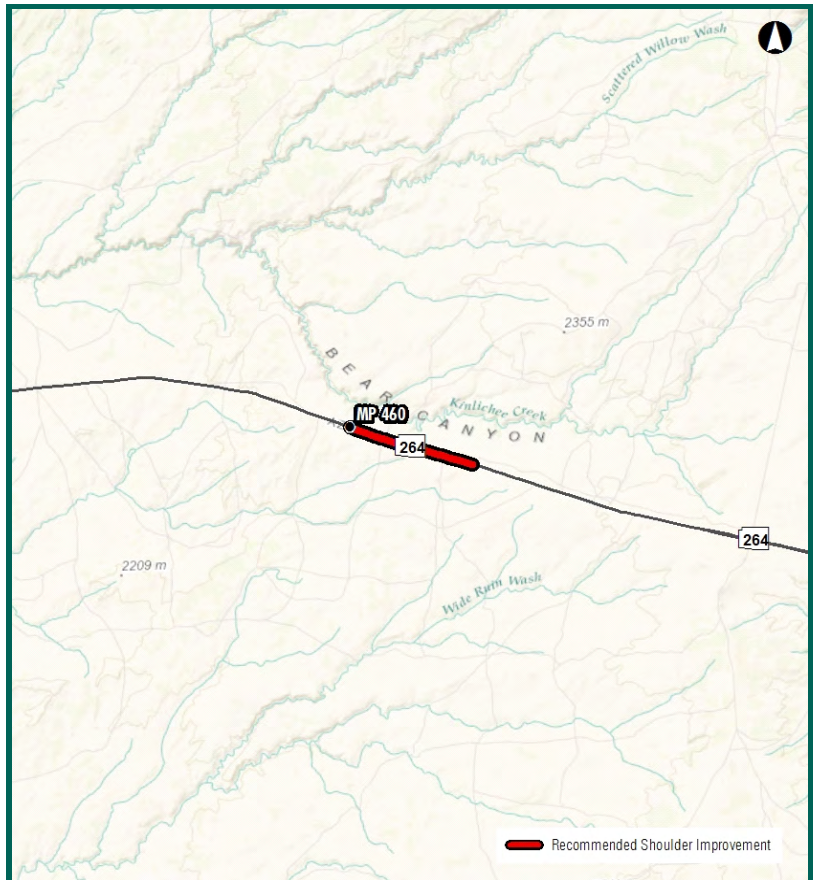 Scattered Willow Wash
2355 m
BEAR CANYON
Kinlichee Creek
MP 460
264
264
2209 m
Wide Ruin Wash
Recommended Shoulder Improvement